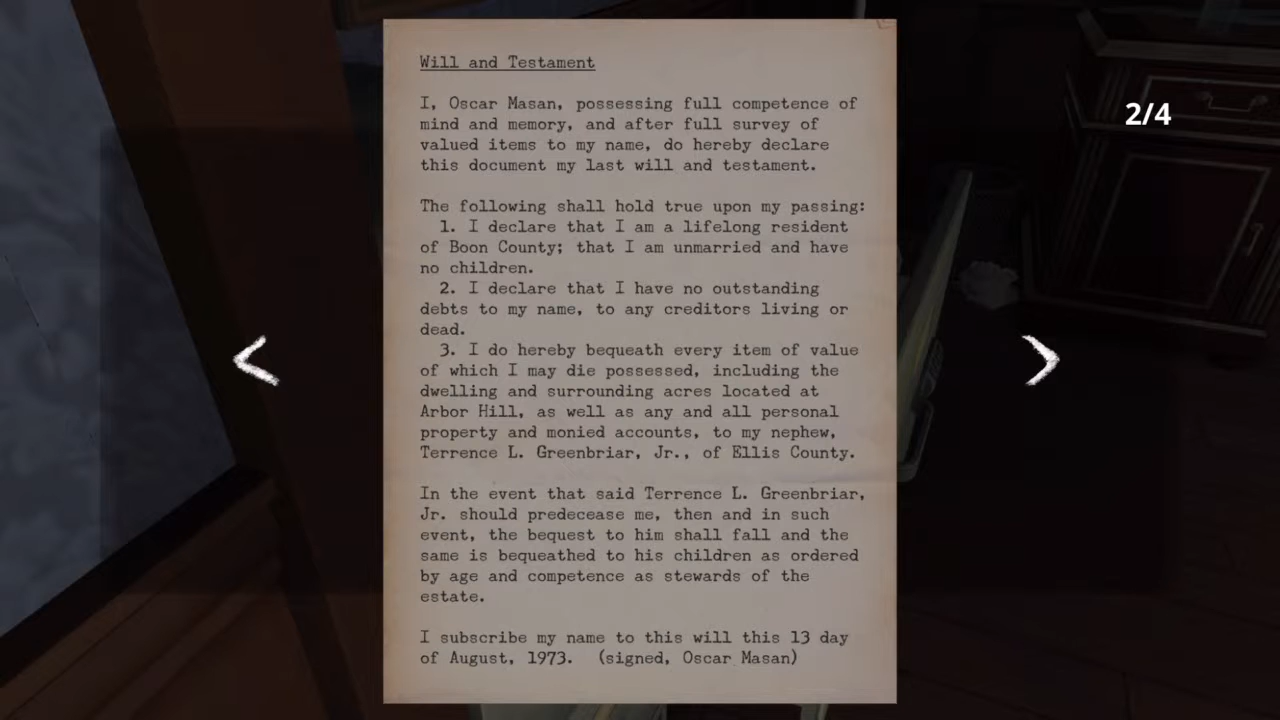 Will and Testament
I, Oscar Masan, possessing full competence of
mind and memory, and after full survey of
valued items to my name, do hereby declare
this document my last will and testament.
The following shall hold true upon my passing:
1. I declare that I am a lifelong resident
of Boon County; that I am unmarried and have
no children.
2. I declare that I have no outstanding
debts to my name, to any creditors living or
dead.
3. I do hereby bequeath every item of value
of which I may die possessed, including the
dwelling and surrounding acres located at
Arbor Hill, as well as any and all personal
property and monied accounts, to my nephew,
Terrence L. Greenbriar, Jr., of Ellis County.
In the event that said Terrence L. Greenbriar,
Jr. should predecease me, then and in such
event, the bequest to him shall fall and the
same is bequeathed to his children as ordered
by age and competence as stewards of the
estate.
I subscribe my name to this will this 13 day
of August, 1973. (signed, Oscar Masan)
2/4